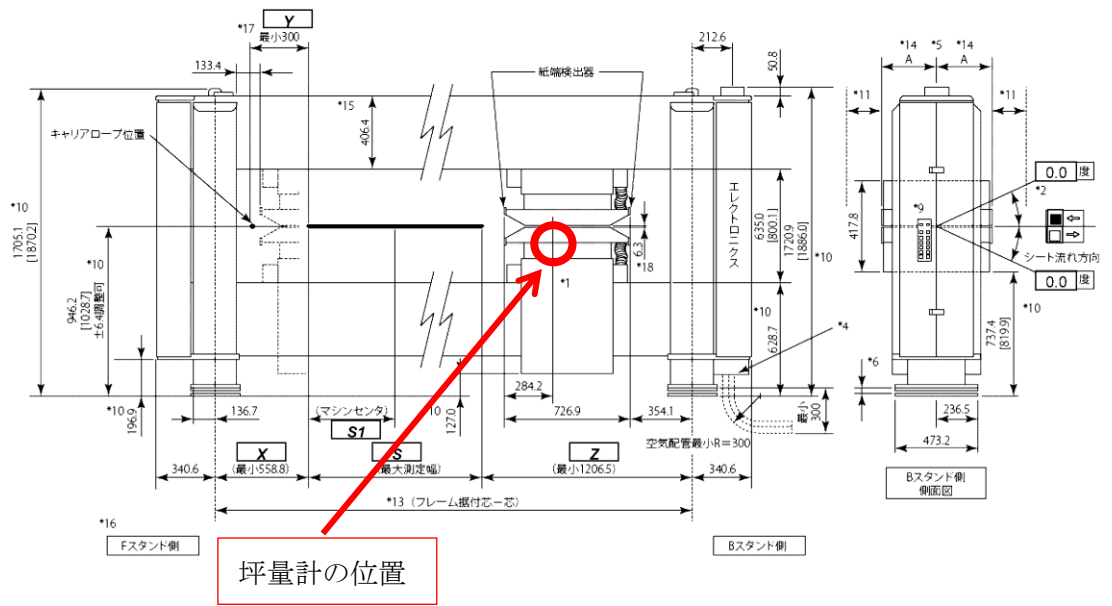 *17
Y
最小300
133.4
*15
406.4
紙端検出器
212.6
50.8
*14
*5
*14
A
A
*11
*11
キャリアロープ位置
*10
1705.1
[1870.2]
*10
946.2
[1028.7]
±6.4調整可
エレクトロニクス
635.0
[800.1]
1720.9
[1886.0]
*10
6.3
*18
*1
*10
628.7
*4
417.8
*9
0.0 度
*2
⇦
⇨
シート流れ方向
0.0 度
*10
737.4
[819.9]
*6
*10
196.9
136.7
(マシンセンタ)
S1
10
127.0
284.2
726.9
354.1
最小
300
空気配管最小R=300
236.5
473.2
340.6
X
(最小558.8)
S
(最大測定幅)
Z
(最小1206.5)
340.6
*13 (フレーム据付芯ー芯)
Bスタンド側
側面図
*16
Fスタンド側
Bスタンド側
坪量計の位置